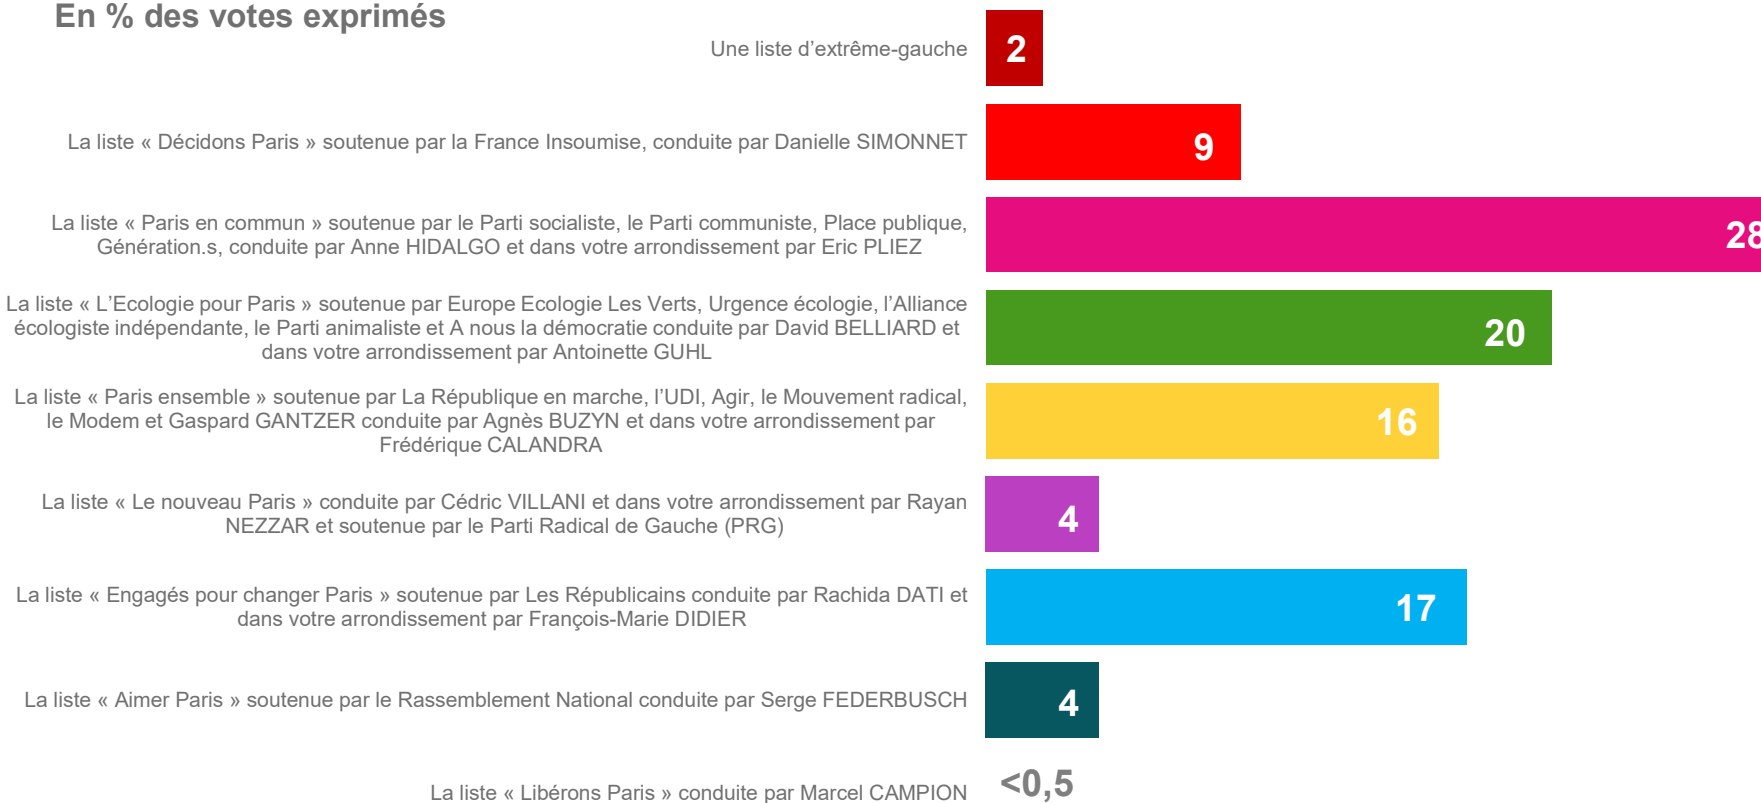 En % des votes exprimés
Une liste d'extrême-gauche
2
La liste « Décidons Paris » soutenue par la France Insoumise, conduite par Danielle SIMONNET
9
La liste « Paris en commun » soutenue par le Parti socialiste, le Parti communiste, Place publique,
Génération.s, conduite par Anne HIDALGO et dans votre arrondissement par Eric PLIEZ
28
La liste « L'Ecologie pour Paris » soutenue par Europe Ecologie Les Verts, Urgence écologie, l'Alliance
écologiste indépendante, le Parti animaliste et A nous la démocratie conduite par David BELLIARD et
dans votre arrondissement par Antoinette GUHL
20
La liste « Paris ensemble » soutenue par La République en marche, l'UDI, Agir, le Mouvement radical,
le Modem et Gaspard GANTZER conduite par Agnès BUZYN et dans votre arrondissement par
Frédérique CALANDRA
16
La liste « Le nouveau Paris » conduite par Cédric VILLANI et dans votre arrondissement par Rayan
NEZZAR et soutenue par le Parti Radical de Gauche (PRG)
4
La liste « Engagés pour changer Paris » soutenue par Les Républicains conduite par Rachida DATI et
dans votre arrondissement par François-Marie DIDIER
17
La liste « Aimer Paris » soutenue par le Rassemblement National conduite par Serge FEDERBUSCH
4
La liste « Libérons Paris » conduite par Marcel CAMPION
<0,5